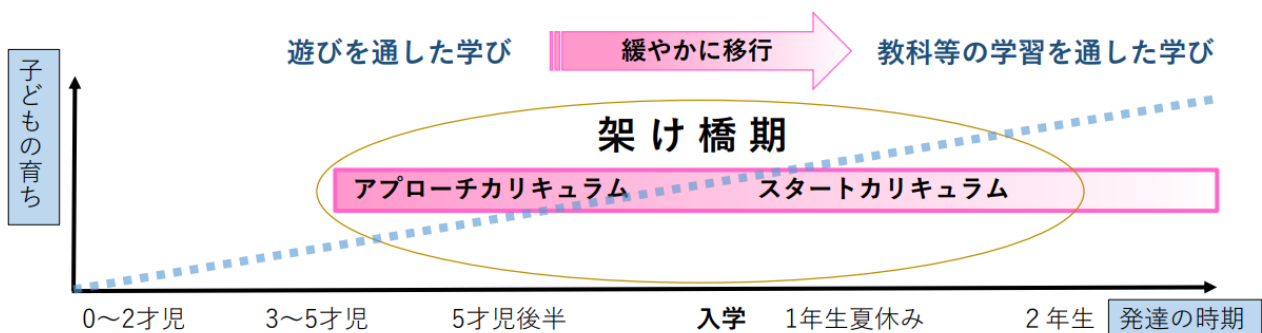 遊びを通した学び
緩やかに移行
教科等の学習を通した学び
子どもの育ち
架け橋期
アプローチカリキュラム
スタートカリキュラム
0～2才児
3～5才児
5才児後半
入学
1年生夏休み
２年生
発達の時期